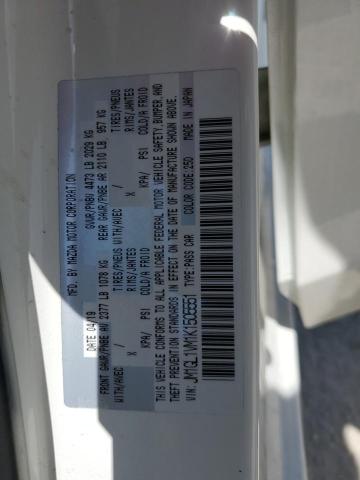 MFD. BY MAZDA MOTOR CORPORATION
DATE 04/19 GVWR/PNBV 4473 LB 2029 KG
FRONT GAWR/PNBE AV 2377 LB 1078 KG REAR GAWR/PNBE AR 2110 LB 957 KG
WITH/AVEC / TIRES/PNEUS WITH/AVEC / TIRES/PNEUS
X RIMS/JANTES X RIMS/JANTES
/ KPA/ PSI COLD/A FROID / KPA/ PSI COLD/A FROID
THIS VEHICLE CONFORMS TO ALL APPLICABLE FEDERAL MOTOR VEHICLE SAFETY,BUMPER,AND
THEFT PREVENTION STANDARDS IN EFFECT ON THE DATE OF MANUFACTURE SHOWN ABOVE.
VIN: TYPE:PASS CAR COLOR CODE:25D MADE IN JAPAN